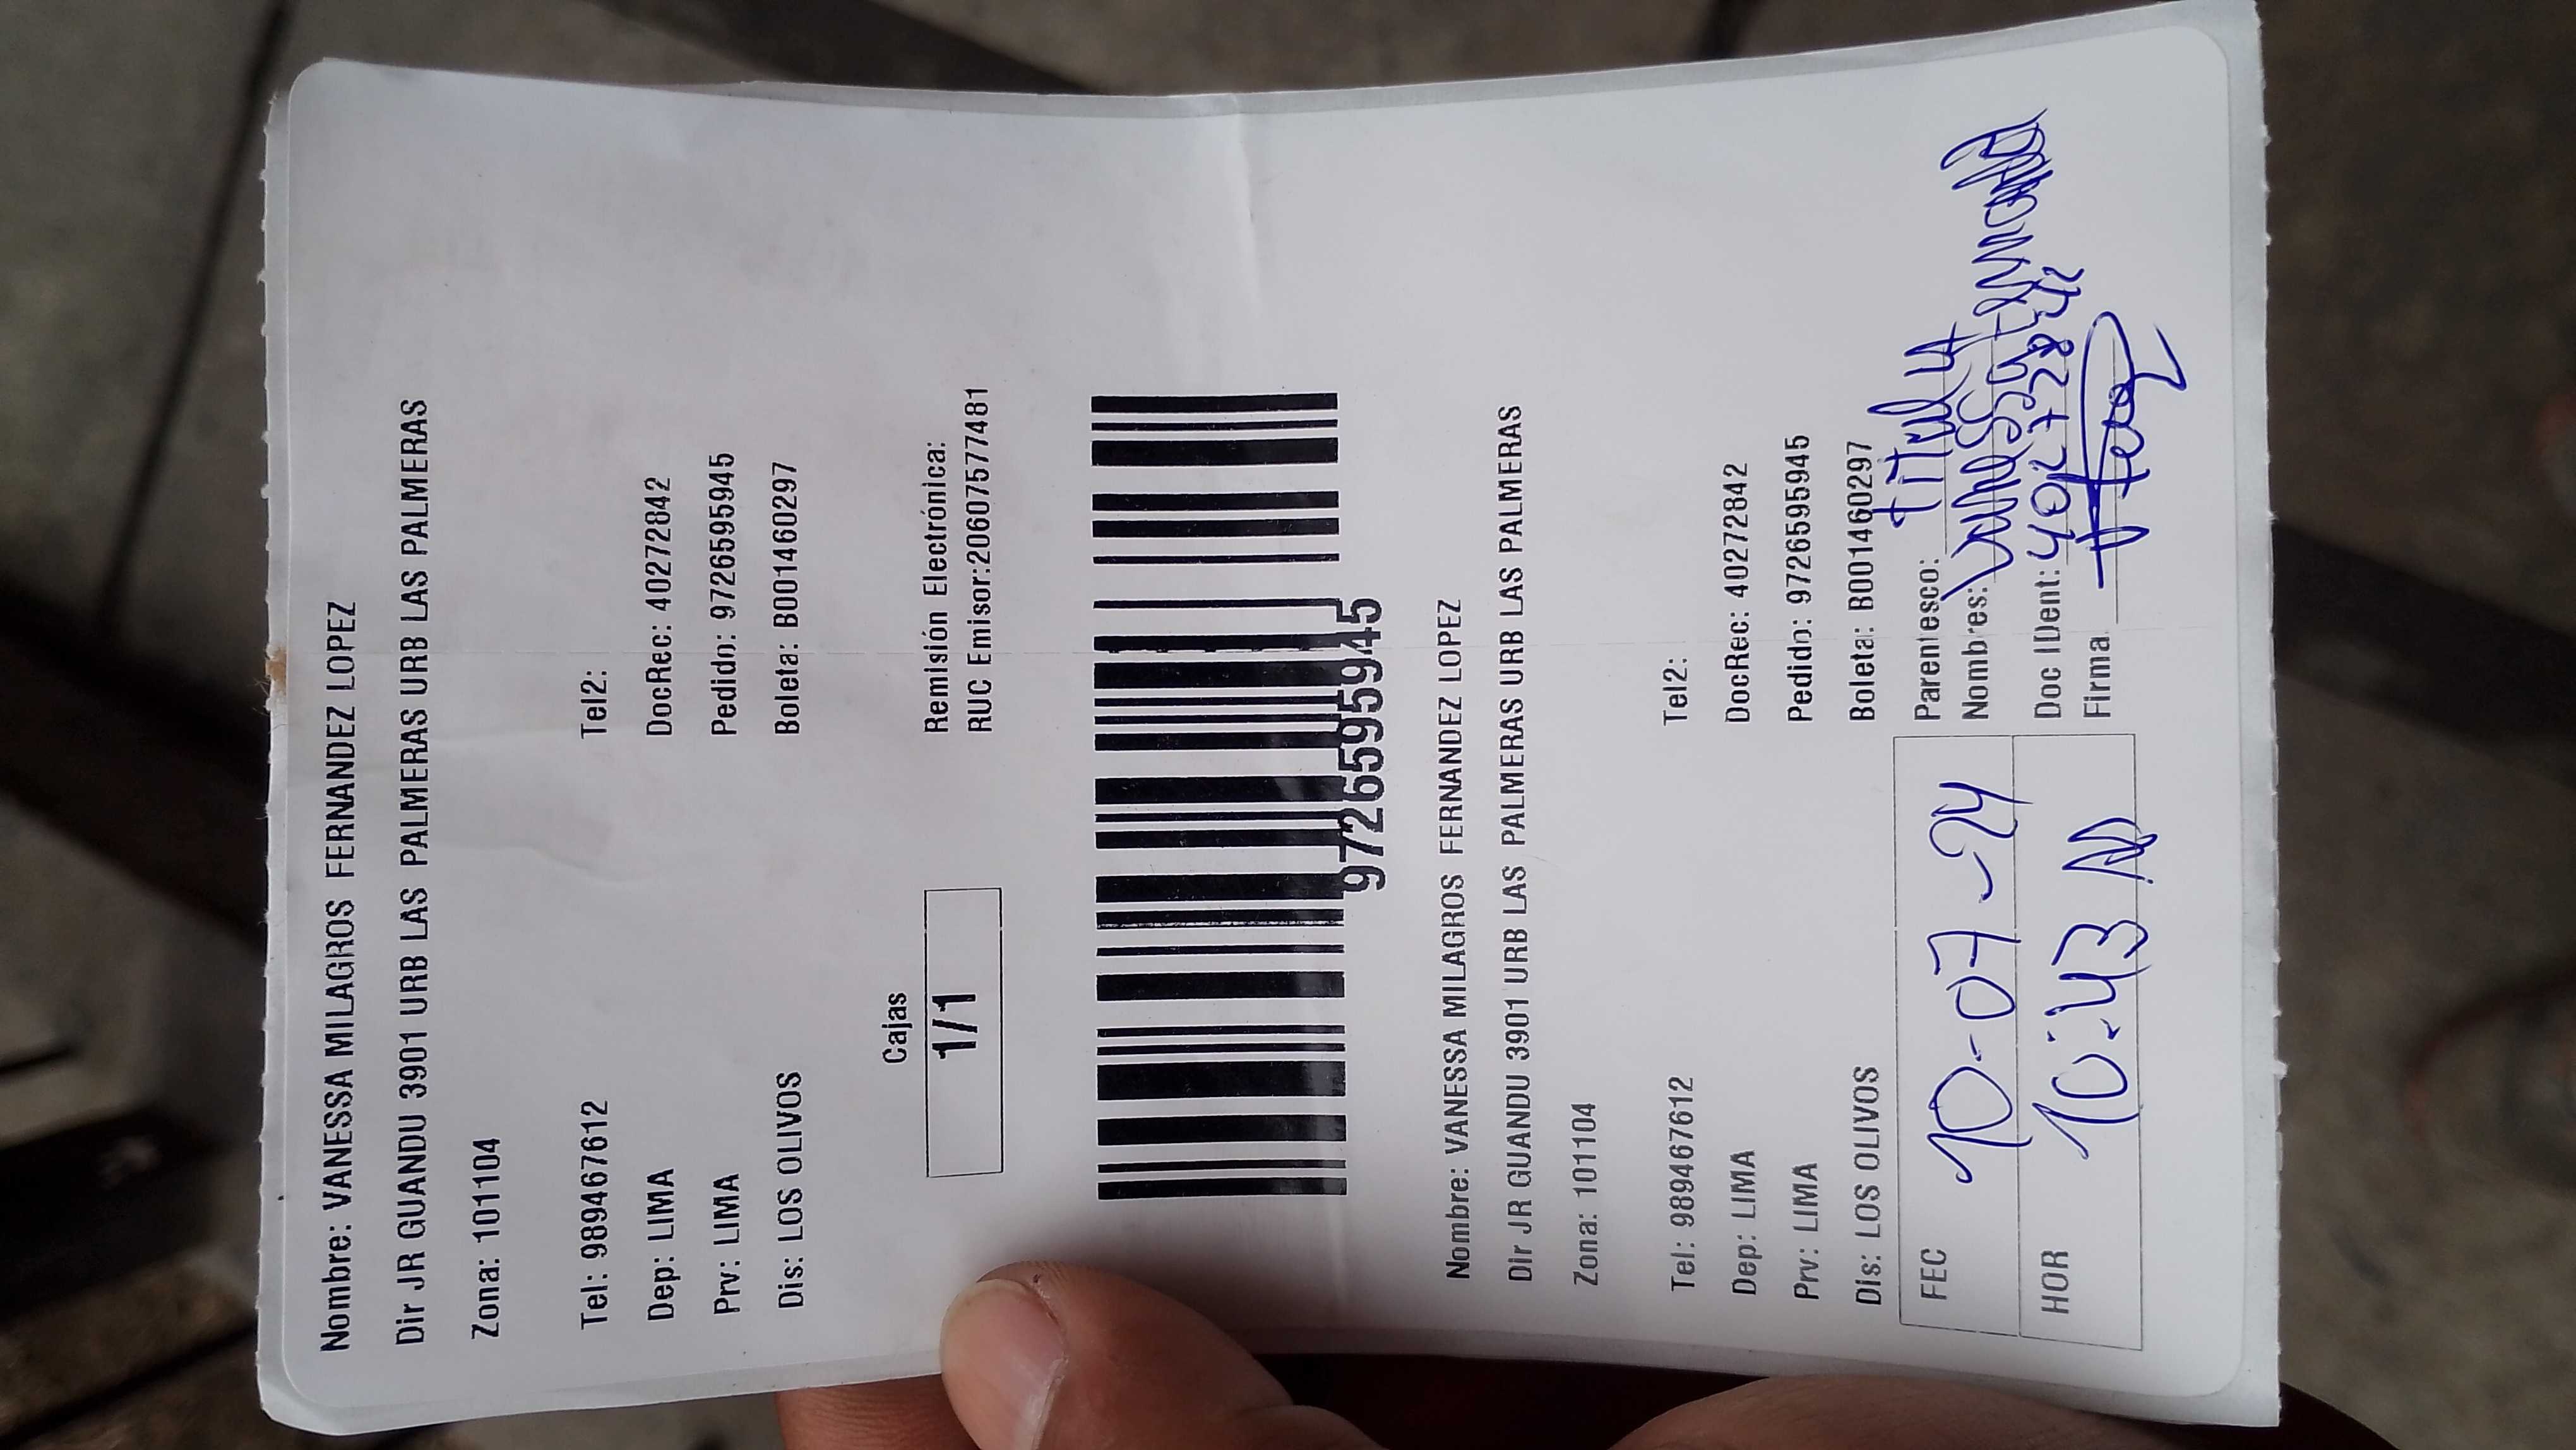 Nombre: VANESSA MILAGROS FERNANDEZ LOPEZ
Dir JR GUANDU 3901 URB LAS PALMERAS URB LAS PALMERAS
Zona: 101104
Tel: 989467612 Tel2:
Dep: LIMA DocRec: 40272842
Prv: LIMA Pedido: 9726595945
Dis: LOS OLIVOS Boleta: B001460297
Cajas
1/1
Remisión Electrónica:
RUC Emisor:20607577481
9726595945
Nombre: VANESSA MILAGROS FERNANDEZ LOPEZ
Dir JR GUANDU 3901 URB LAS PALMERAS URB LAS PALMERAS
Zona: 101104
Tel: 989467612 Tel2:
Dep: LIMA DocRec: 40272842
Prv: LIMA Pedido: 9726595945
Dis: LOS OLIVOS Boleta: B001460297
FEC 10-07-24
HOR 10:43
Parentesco:
Nombres: Vanessa Fernandez
Doc IDent: 40272842
Firma